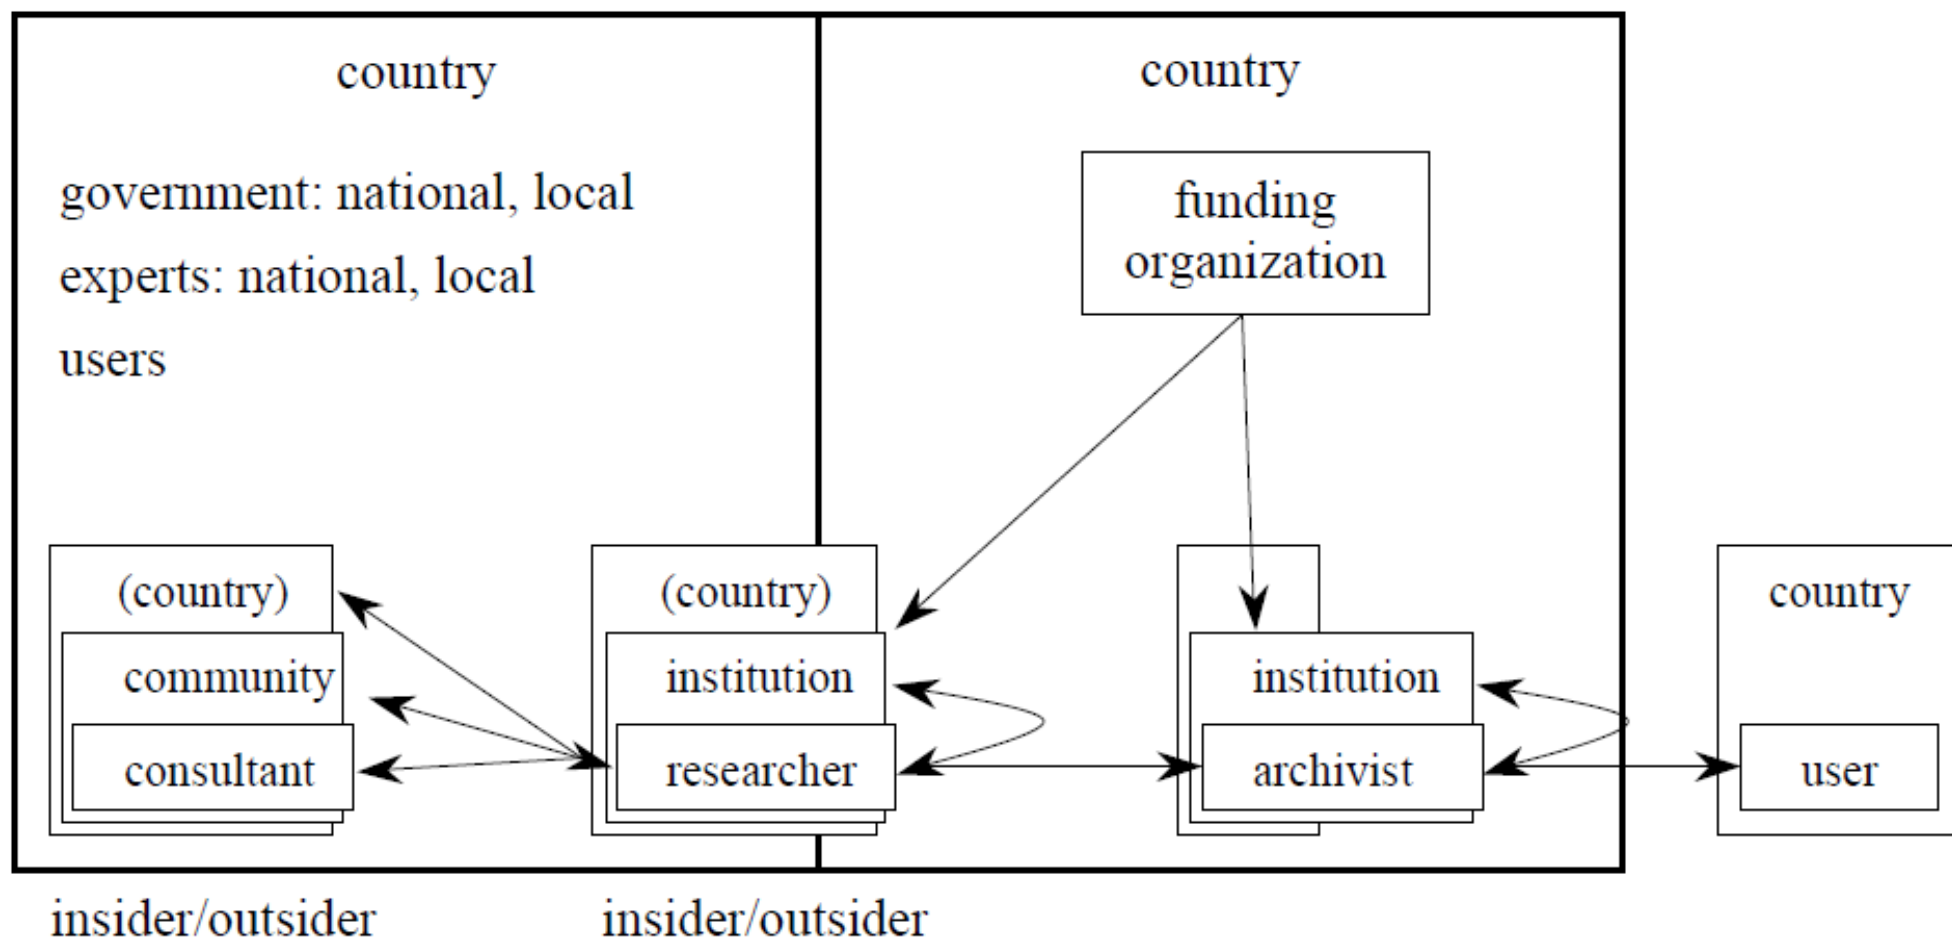 country
government: national, local
experts: national, local
users
country
funding
organization
(country)
community
consultant
(country)
institution
researcher
institution
archivist
country
user
insider/outsider
insider/outsider